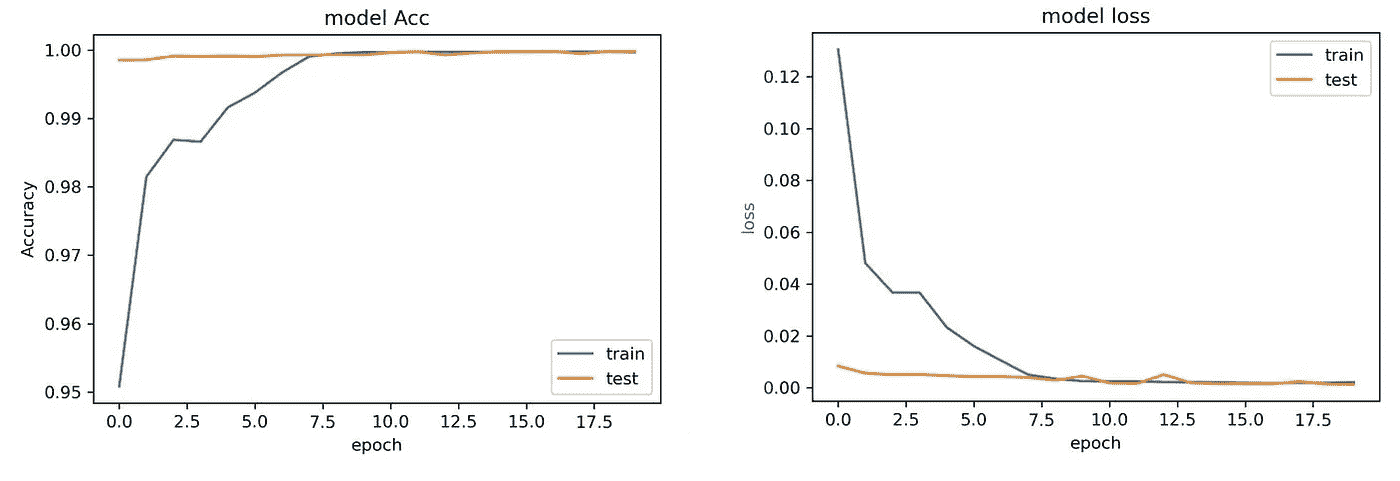 model Acc
1.00
0.99
0.98
0.97
0.96
0.95
Accuracy
train
test
0.0 2.5 5.0 7.5 10.0 12.5 15.0 17.5
epoch
model loss
0.12
0.10
0.08
0.06
0.04
0.02
0.00
loss
train
test
0.0 2.5 5.0 7.5 10.0 12.5 15.0 17.5
epoch